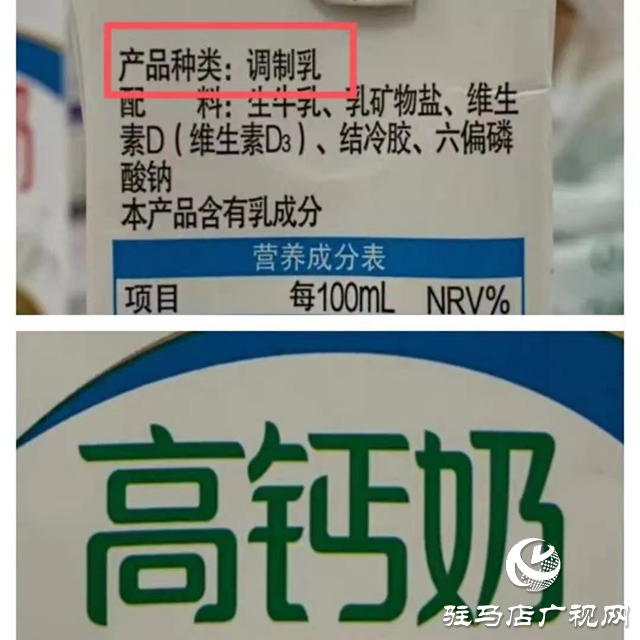 产品种类：调制乳
配 料：生牛乳、乳矿物盐、维生
素D（维生素D₃）、结冷胶、六偏磷
酸钠
本产品含有乳成分
营养成分表
项目 每100mL NRV%
高钙奶
驻马店广视网